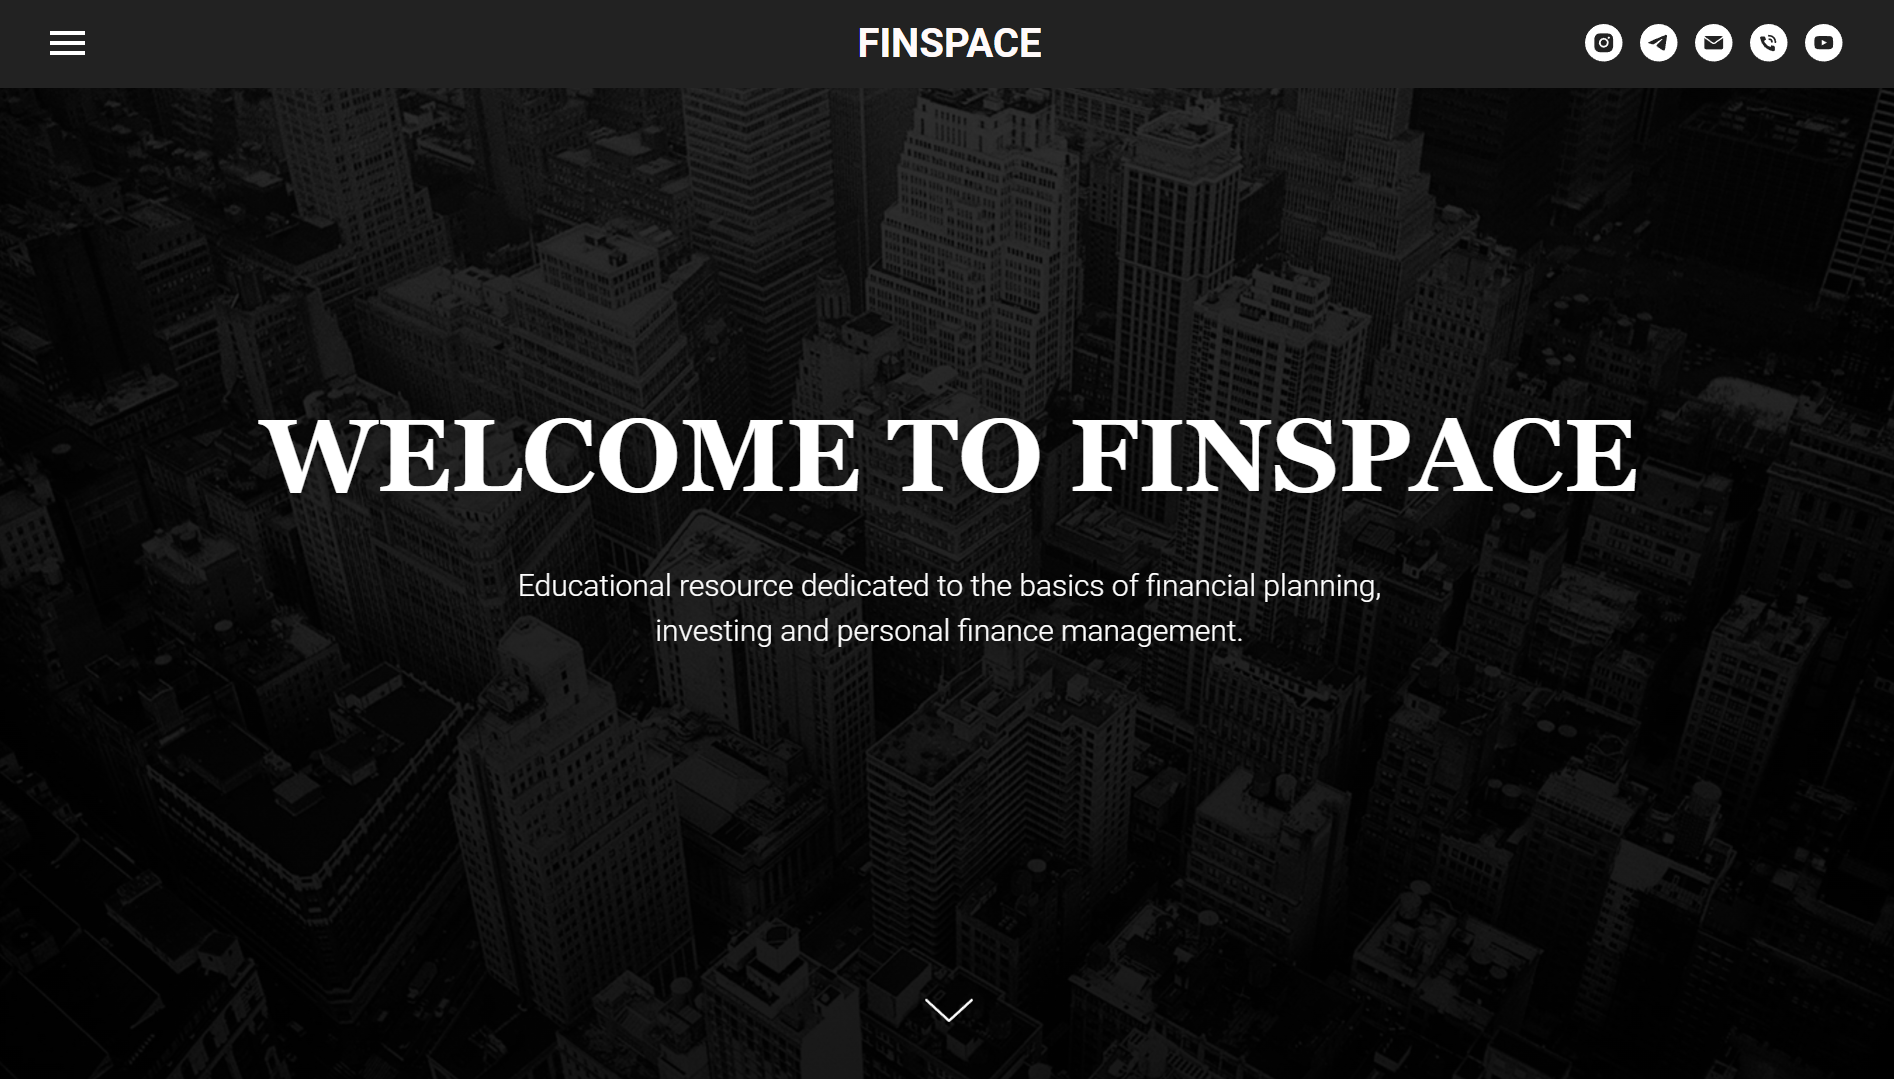 FINSPACE
WELCOME TO FINSPACE
Educational resource dedicated to the basics of financial planning,
investing and personal finance management.